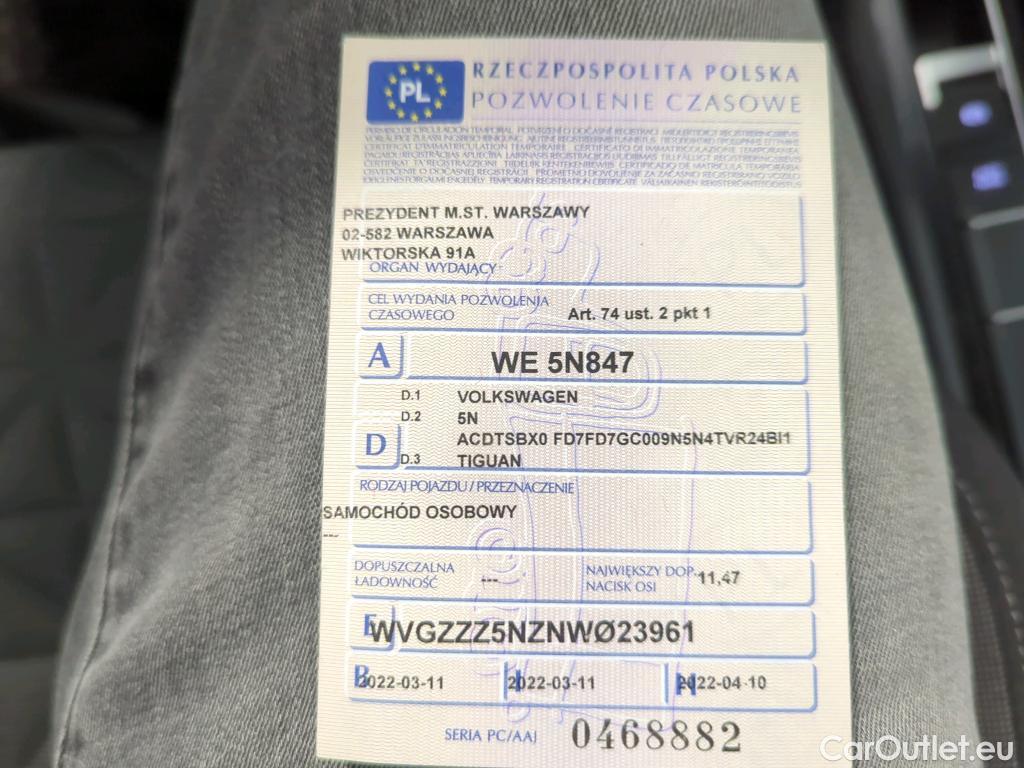 PL
RZECZPOSPOLITA POLSKA
POZWOLENIE CZASOWE
PREZYDENT M.ST. WARSZAWY
02-582 WARSZAWA
WIKTORSKA 91A
ORGAN WYDAJĄCY
CEL WYDANIA POZWOLENIA
CZASOWEGO Art. 74 ust. 2 pkt 1
A WE 5N847
D.1 VOLKSWAGEN
D.2 5N
D ACDTSBX0 FD7FD7GC009N5N4TVR24BI1
D.3 TIGUAN
RODZAJ POJAZDU/PRZEZNACZENIE
SAMOCHÓD OSOBOWY
---
DOPUSZCZALNA ŁADOWNOŚĆ --- NAJWIĘKSZY DOP. NACISK OSI 11,47
E WVGZZZ5NZNWØ23961
B 2022-03-11 I 2022-03-11 H 2022-04-10
SERIA PC/AAJ 0468882
CarOutlet.eu